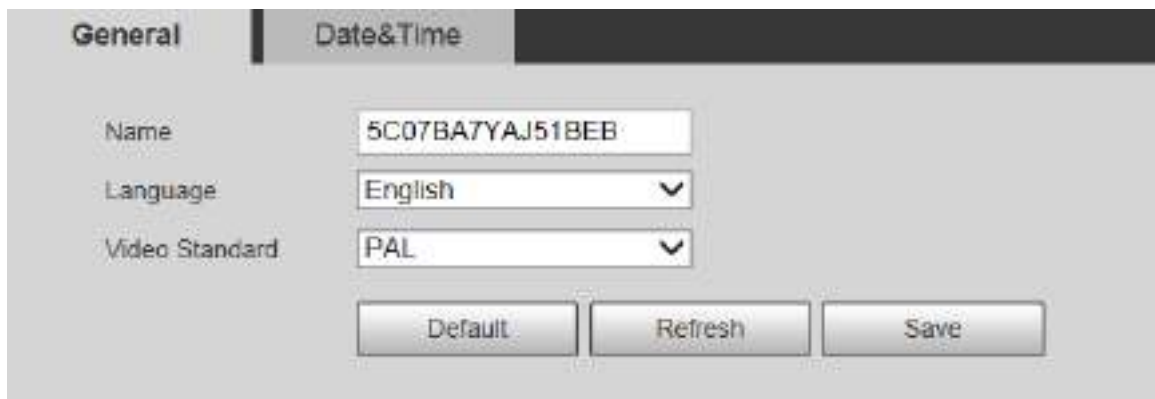 General Date&Time
Name 5C07BA7YAJ51BEB
Language English
Video Standard PAL
Default Refresh Save